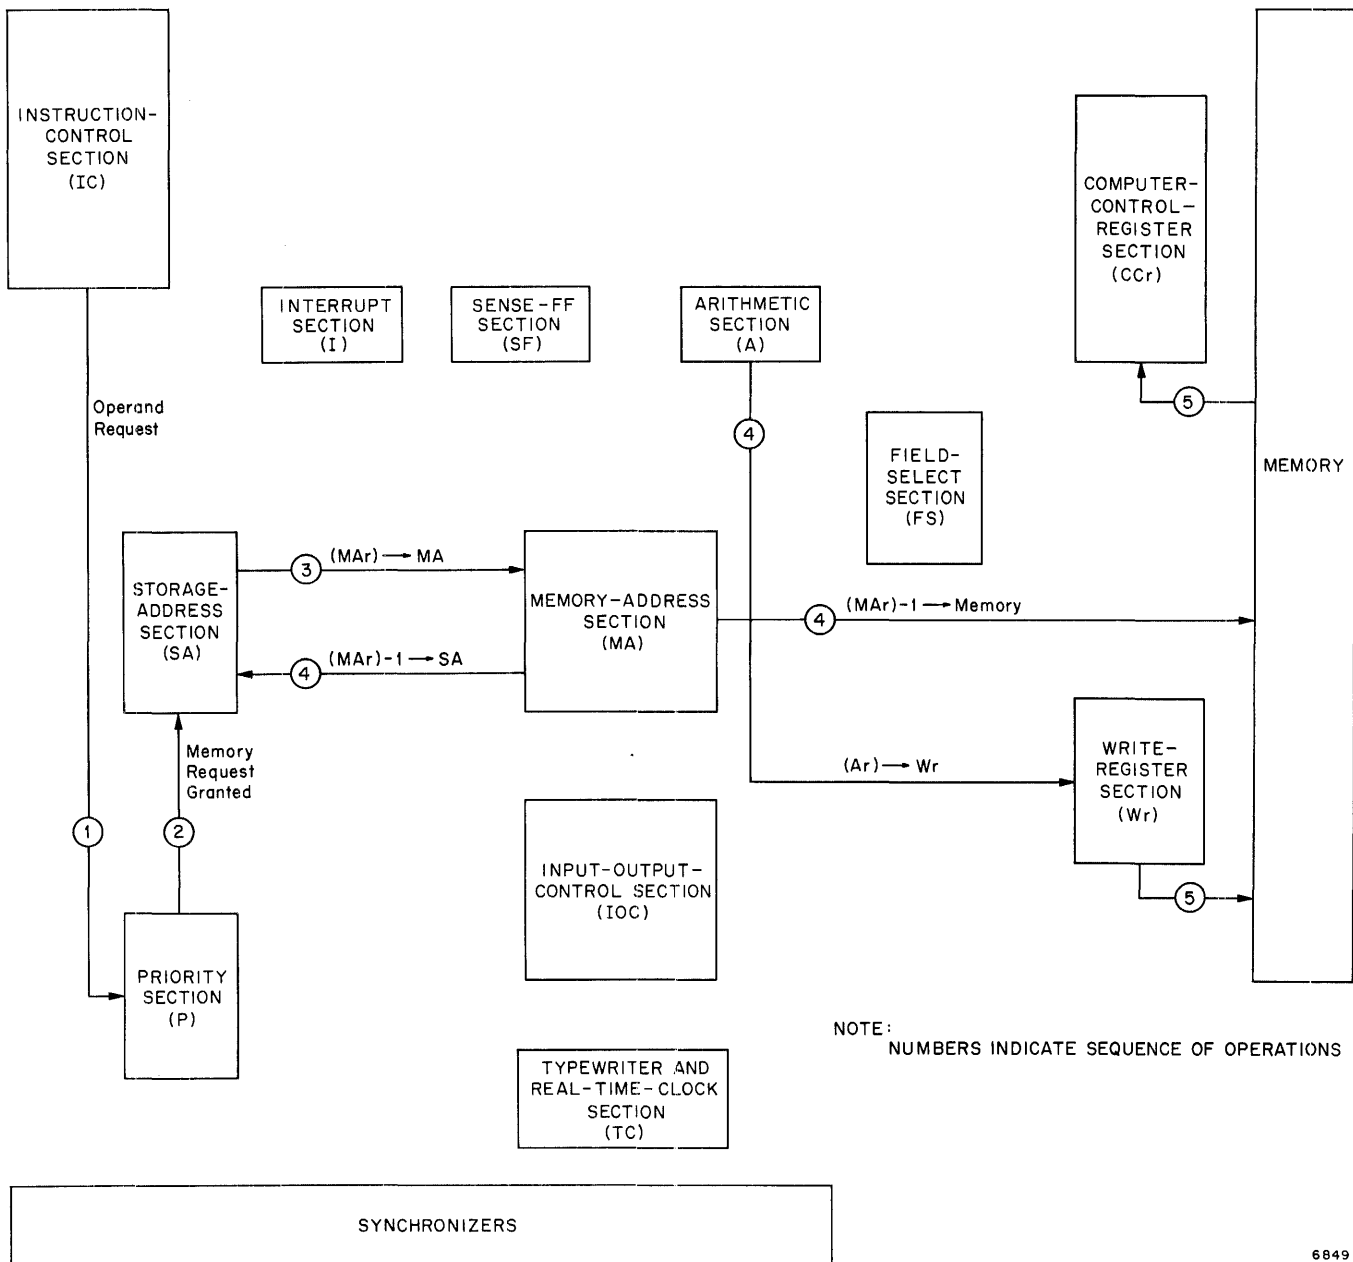 INSTRUCTION-
CONTROL
SECTION
(IC)
COMPUTER-
CONTROL-
REGISTER
SECTION
(CCr)
INTERRUPT
SECTION
(I)
SENSE-FF
SECTION
(SF)
ARITHMETIC
SECTION
(A)
5
Operand
Request
4
FIELD-
SELECT
SECTION
(FS)
MEMORY
STORAGE-
ADDRESS
SECTION
(SA)
3
(MAr) → MA
MEMORY-ADDRESS
SECTION
(MA)
4
(MAr)-1 → Memory
4
(MAr)-1 → SA
Memory
Request
Granted
(Ar) → Wr
WRITE-
REGISTER
SECTION
(Wr)
1
2
INPUT-OUTPUT-
CONTROL SECTION
(IOC)
5
PRIORITY
SECTION
(P)
NOTE:
NUMBERS INDICATE SEQUENCE OF OPERATIONS
TYPEWRITER AND
REAL-TIME-CLOCK
SECTION
(TC)
SYNCHRONIZERS
6849